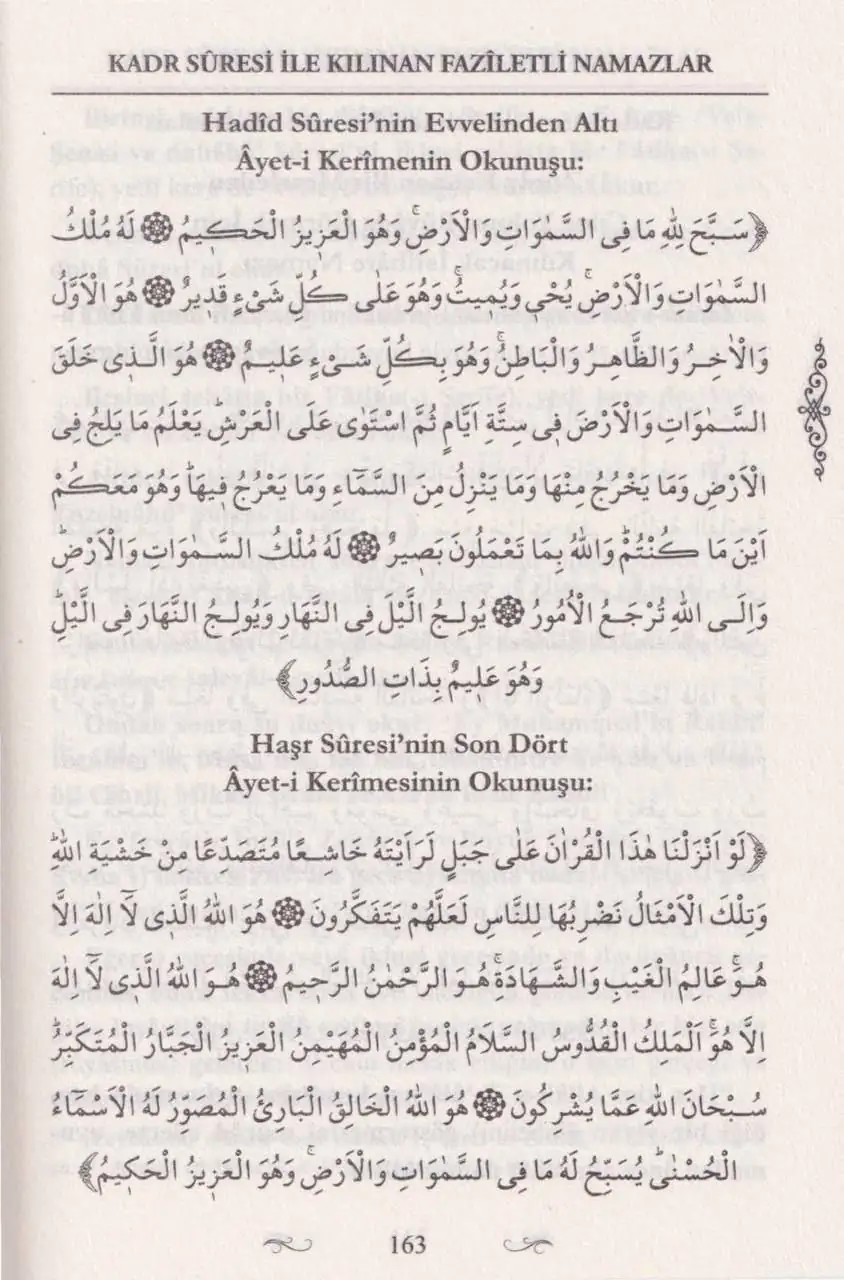 KADR SÛRESİ İLE KILINAN FAZÎLETLİ NAMAZLAR
Hadîd Sûresi’nin Evvelinden Altı
Âyet-i Kerîmenin Okunuşu:
﴿سَبَّحَ لِلّٰهِ مَا فِى السَّمٰوَاتِ وَالْاَرْضِۚ وَهُوَ الْعَزِيزُ الْحَكِيمُ ۞ لَهُ مُلْكُ
السَّمٰوَاتِ وَالْاَرْضِۚ يُحْيِ وَيُمِيتُۚ وَهُوَ عَلٰى كُلِّ شَىْءٍ قَدِيرٌ ۞ هُوَ الْاَوَّلُ
وَالْاٰخِرُ وَالظَّاهِرُ وَالْبَاطِنُۚ وَهُوَ بِكُلِّ شَىْءٍ عَلِيمٌ ۞ هُوَ الَّذِى خَلَقَ
السَّمٰوَاتِ وَالْاَرْضَ فِى سِتَّةِ اَيَّامٍ ثُمَّ اسْتَوٰى عَلَى الْعَرْشِۜ يَعْلَمُ مَا يَلِجُ فِى
الْاَرْضِ وَمَا يَخْرُجُ مِنْهَا وَمَا يَنْزِلُ مِنَ السَّمَٓاءِ وَمَا يَعْرُجُ فِيهَاۜ وَهُوَ مَعَكُمْ
اَيْنَ مَا كُنْتُمْۜ وَاللّٰهُ بِمَا تَعْمَلُونَ بَصِيرٌ ۞ لَهُ مُلْكُ السَّمٰوَاتِ وَالْاَرْضِۜ
وَاِلَى اللّٰهِ تُرْجَعُ الْاُمُورُ ۞ يُولِجُ الَّيْلَ فِى النَّهَارِ وَيُولِجُ النَّهَارَ فِى الَّيْلِۜ
وَهُوَ عَلِيمٌ بِذَاتِ الصُّدُورِ﴾
Haşr Sûresi’nin Son Dört
Âyet-i Kerîmesinin Okunuşu:
﴿لَوْ اَنْزَلْنَا هٰذَا الْقُرْاٰنَ عَلٰى جَبَلٍ لَرَاَيْتَهُ خَاشِعًا مُتَصَدِّعًا مِنْ خَشْيَةِ اللّٰهِۜ
وَتِلْكَ الْاَمْثَالُ نَضْرِبُهَا لِلنَّاسِ لَعَلَّهُمْ يَتَفَكَّرُونَ ۞ هُوَ اللّٰهُ الَّذِى لَٓا اِلٰهَ اِلَّا
هُوَۚ عَالِمُ الْغَيْبِ وَالشَّهَادَةِۚ هُوَ الرَّحْمٰنُ الرَّحِيمُ ۞ هُوَ اللّٰهُ الَّذِى لَٓا اِلٰهَ
اِلَّا هُوَۚ اَلْمَلِكُ الْقُدُّوسُ السَّلَامُ الْمُؤْمِنُ الْمُهَيْمِنُ الْعَزِيزُ الْجَبَّارُ الْمُتَكَبِّرُۜ
سُبْحَانَ اللّٰهِ عَمَّا يُشْرِكُونَ ۞ هُوَ اللّٰهُ الْخَالِقُ الْبَارِئُ الْمُصَوِّرُ لَهُ الْاَسْمَٓاءُ
الْحُسْنٰىۜ يُسَبِّحُ لَهُ مَا فِى السَّمٰوَاتِ وَالْاَرْضِۚ وَهُوَ الْعَزِيزُ الْحَكِيمُ﴾
163